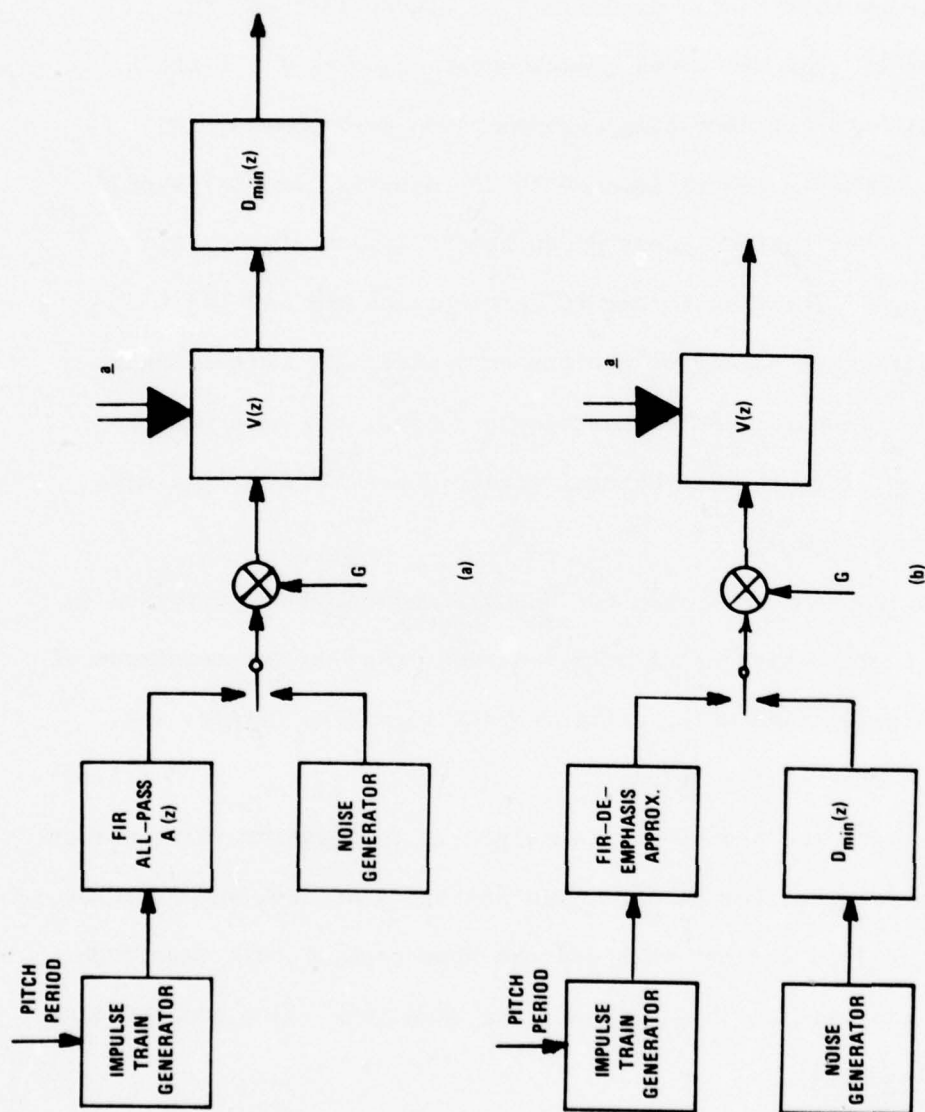 PITCH
PERIOD
IMPULSE
TRAIN
GENERATOR
FIR
ALL-PASS
A(z)
NOISE
GENERATOR
G
a
V(z)
D_min(z)
(a)
PITCH
PERIOD
IMPULSE
TRAIN
GENERATOR
FIR-DE-
EMPHASIS
APPROX.
NOISE
GENERATOR
D_min(z)
G
a
V(z)
(b)